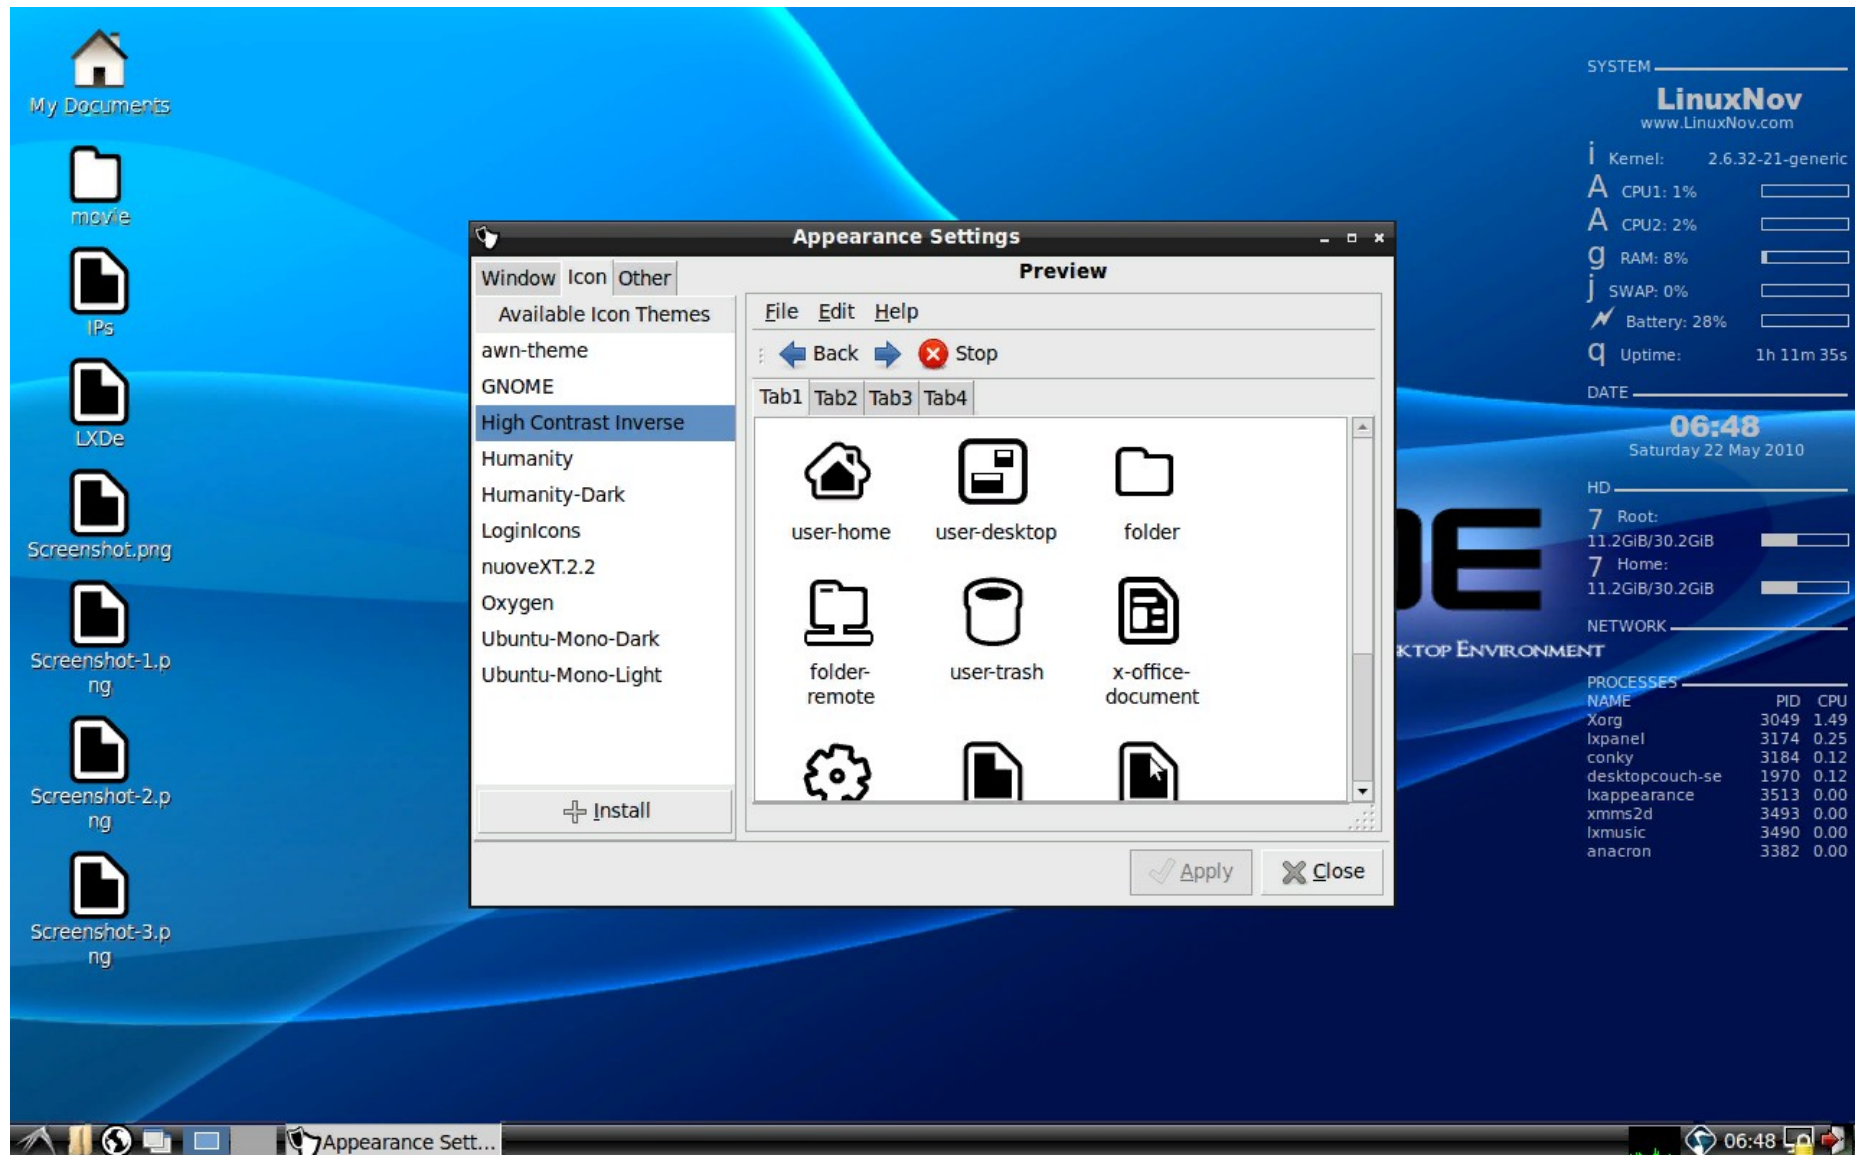 My Documents
movie
IPs
LXDe
Screenshot.png
Screenshot-1.p
ng
Screenshot-2.p
ng
Screenshot-3.p
ng
Appearance Settings
Window Icon Other
Available Icon Themes
awn-theme
GNOME
High Contrast Inverse
Humanity
Humanity-Dark
LoginIcons
nuoveXT.2.2
Oxygen
Ubuntu-Mono-Dark
Ubuntu-Mono-Light
Install
Preview
File Edit Help
Back Stop
Tab1 Tab2 Tab3 Tab4
user-home user-desktop folder
folder-
remote
user-trash
x-office-
document
Apply Close
DE
KTOP ENVIRONMENT
SYSTEM
LinuxNov
www.LinuxNov.com
i Kernel: 2.6.32-21-generic
A CPU1: 1%
A CPU2: 2%
g RAM: 8%
j SWAP: 0%
Battery: 28%
q Uptime: 1h 11m 35s
DATE
06:48
Saturday 22 May 2010
HD
7 Root:
11.2GiB/30.2GiB
7 Home:
11.2GiB/30.2GiB
NETWORK
PROCESSES
NAME PID CPU
Xorg 3049 1.49
lxpanel 3174 0.25
conky 3184 0.12
desktopcouch-se 1970 0.12
lxappearance 3513 0.00
xmms2d 3493 0.00
lxmusic 3490 0.00
anacron 3382 0.00
Appearance Sett...
06:48